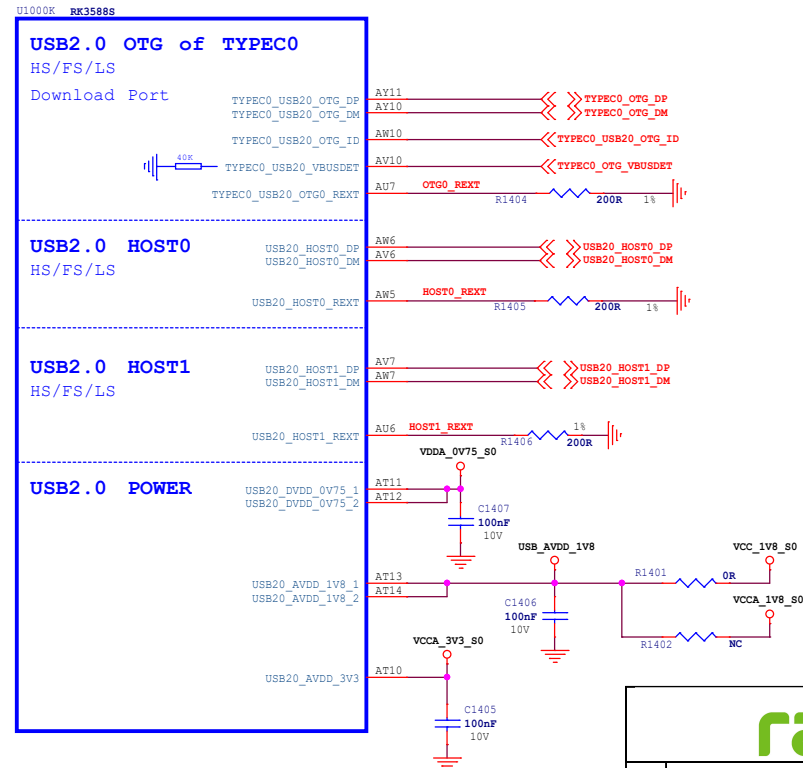 U1000K RK3588S
USB2.0 OTG of TYPEC0
HS/FS/LS
Download Port
TYPEC0_USB20_OTG_DP AY11 TYPEC0_OTG_DP
TYPEC0_USB20_OTG_DM AY10 TYPEC0_OTG_DM
TYPEC0_USB20_OTG_ID AW10 TYPEC0_USB20_OTG_ID
40K TYPEC0_USB20_VBUSDET AV10 TYPEC0_OTG_VBUSDET
TYPEC0_USB20_OTG0_REXT AU7 OTG0_REXT R1404 200R 1%
USB2.0 HOST0
HS/FS/LS
USB20_HOST0_DP AW6 USB20_HOST0_DP
USB20_HOST0_DM AV6 USB20_HOST0_DM
USB20_HOST0_REXT AW5 HOST0_REXT R1405 200R 1%
USB2.0 HOST1
HS/FS/LS
USB20_HOST1_DP AV7 USB20_HOST1_DP
USB20_HOST1_DM AW7 USB20_HOST1_DM
USB20_HOST1_REXT AU6 HOST1_REXT R1406 200R 1%
USB2.0 POWER
VDDA_0V75_S0
USB20_DVDD_0V75_1 AT11
USB20_DVDD_0V75_2 AT12
C1407
100nF
10V
USB_AVDD_1V8
VCC_1V8_S0
USB20_AVDD_1V8_1 AT13 R1401 0R
USB20_AVDD_1V8_2 AT14
C1406
100nF
10V
VCCA_1V8_S0
R1402 NC
VCCA_3V3_S0
USB20_AVDD_3V3 AT10
C1405
100nF
10V